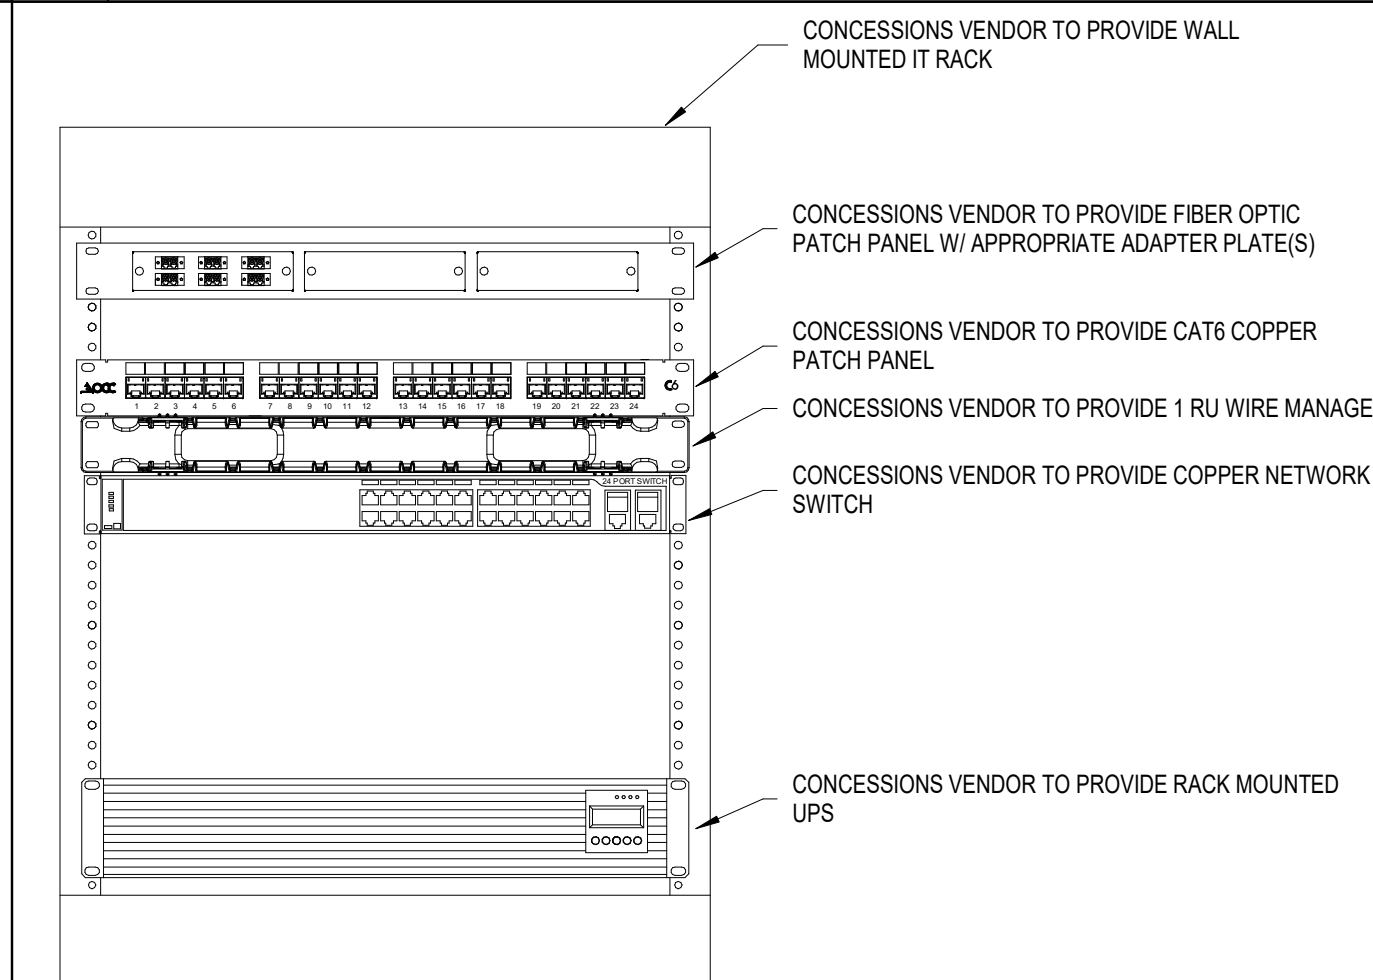 CONCESSIONS VENDOR TO PROVIDE WALL
MOUNTED IT RACK
CONCESSIONS VENDOR TO PROVIDE FIBER OPTIC
PATCH PANEL W/ APPROPRIATE ADAPTER PLATE(S)
CONCESSIONS VENDOR TO PROVIDE CAT6 COPPER
PATCH PANEL
OCC
C6
1 2 3 4 5 6 7 8 9 10 11 12 13 14 15 16 17 18 19 20 21 22 23 24
CONCESSIONS VENDOR TO PROVIDE 1 RU WIRE MANAGE
CONCESSIONS VENDOR TO PROVIDE COPPER NETWORK
SWITCH
24 PORT SWITCH
CONCESSIONS VENDOR TO PROVIDE RACK MOUNTED
UPS